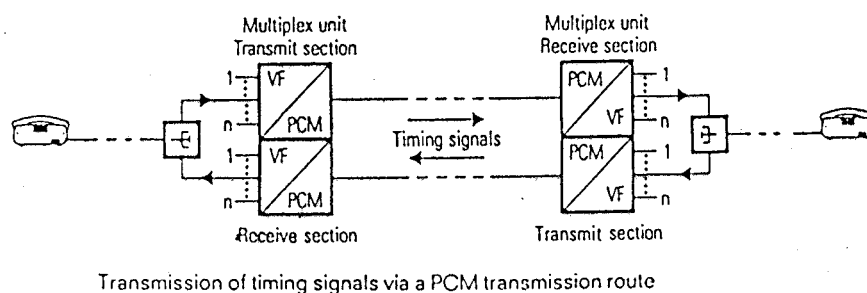 Multiplex unit
Transmit section
Multiplex unit
Receive section
1
VF
n
PCM
PCM
1
VF
n
Timing signals
1
VF
n
PCM
PCM
1
VF
n
Receive section
Transmit section
Transmission of timing signals via a PCM transmission route